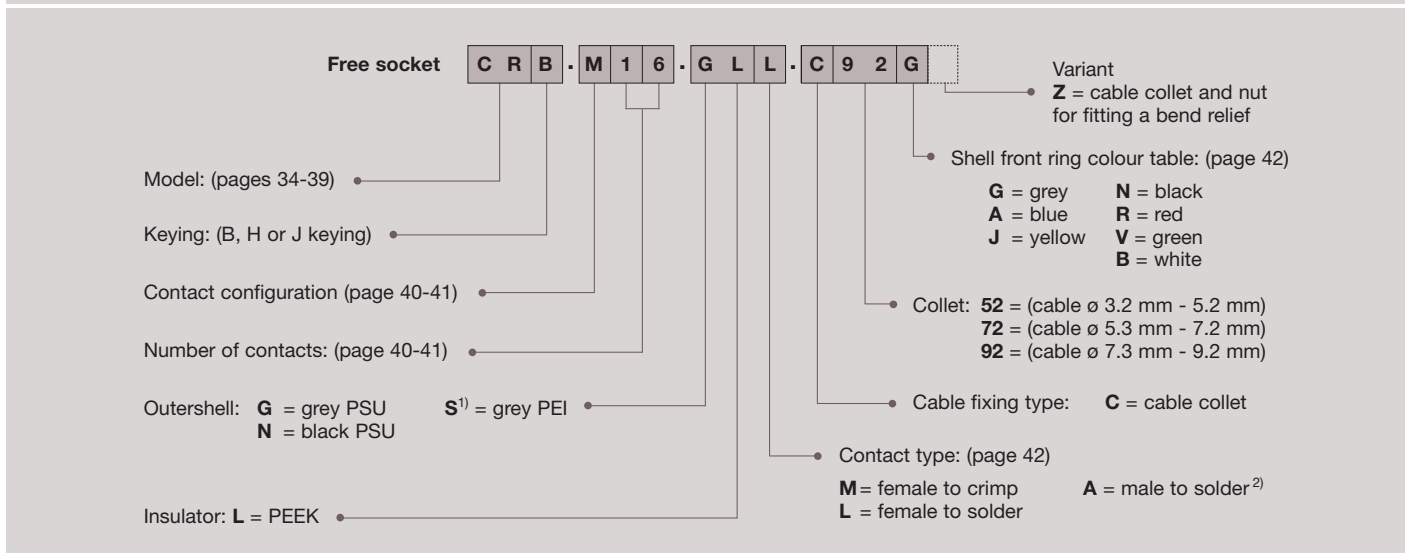 Free socket C R B . M 1 6 . G L L . C 9 2 G
Variant
Z = cable collet and nut
for fitting a bend relief
Shell front ring colour table: (page 42)
G = grey N = black
A = blue R = red
J = yellow V = green
B = white
Model: (pages 34-39)
Keying: (B, H or J keying)
Contact configuration (page 40-41)
Number of contacts: (page 40-41)
Collet: 52 = (cable ø 3.2 mm - 5.2 mm)
72 = (cable ø 5.3 mm - 7.2 mm)
92 = (cable ø 7.3 mm - 9.2 mm)
Outershell: G = grey PSU S1) = grey PEI
N = black PSU
Cable fixing type: C = cable collet
Contact type: (page 42)
M = female to crimp A = male to solder 2)
L = female to solder
Insulator: L = PEEK